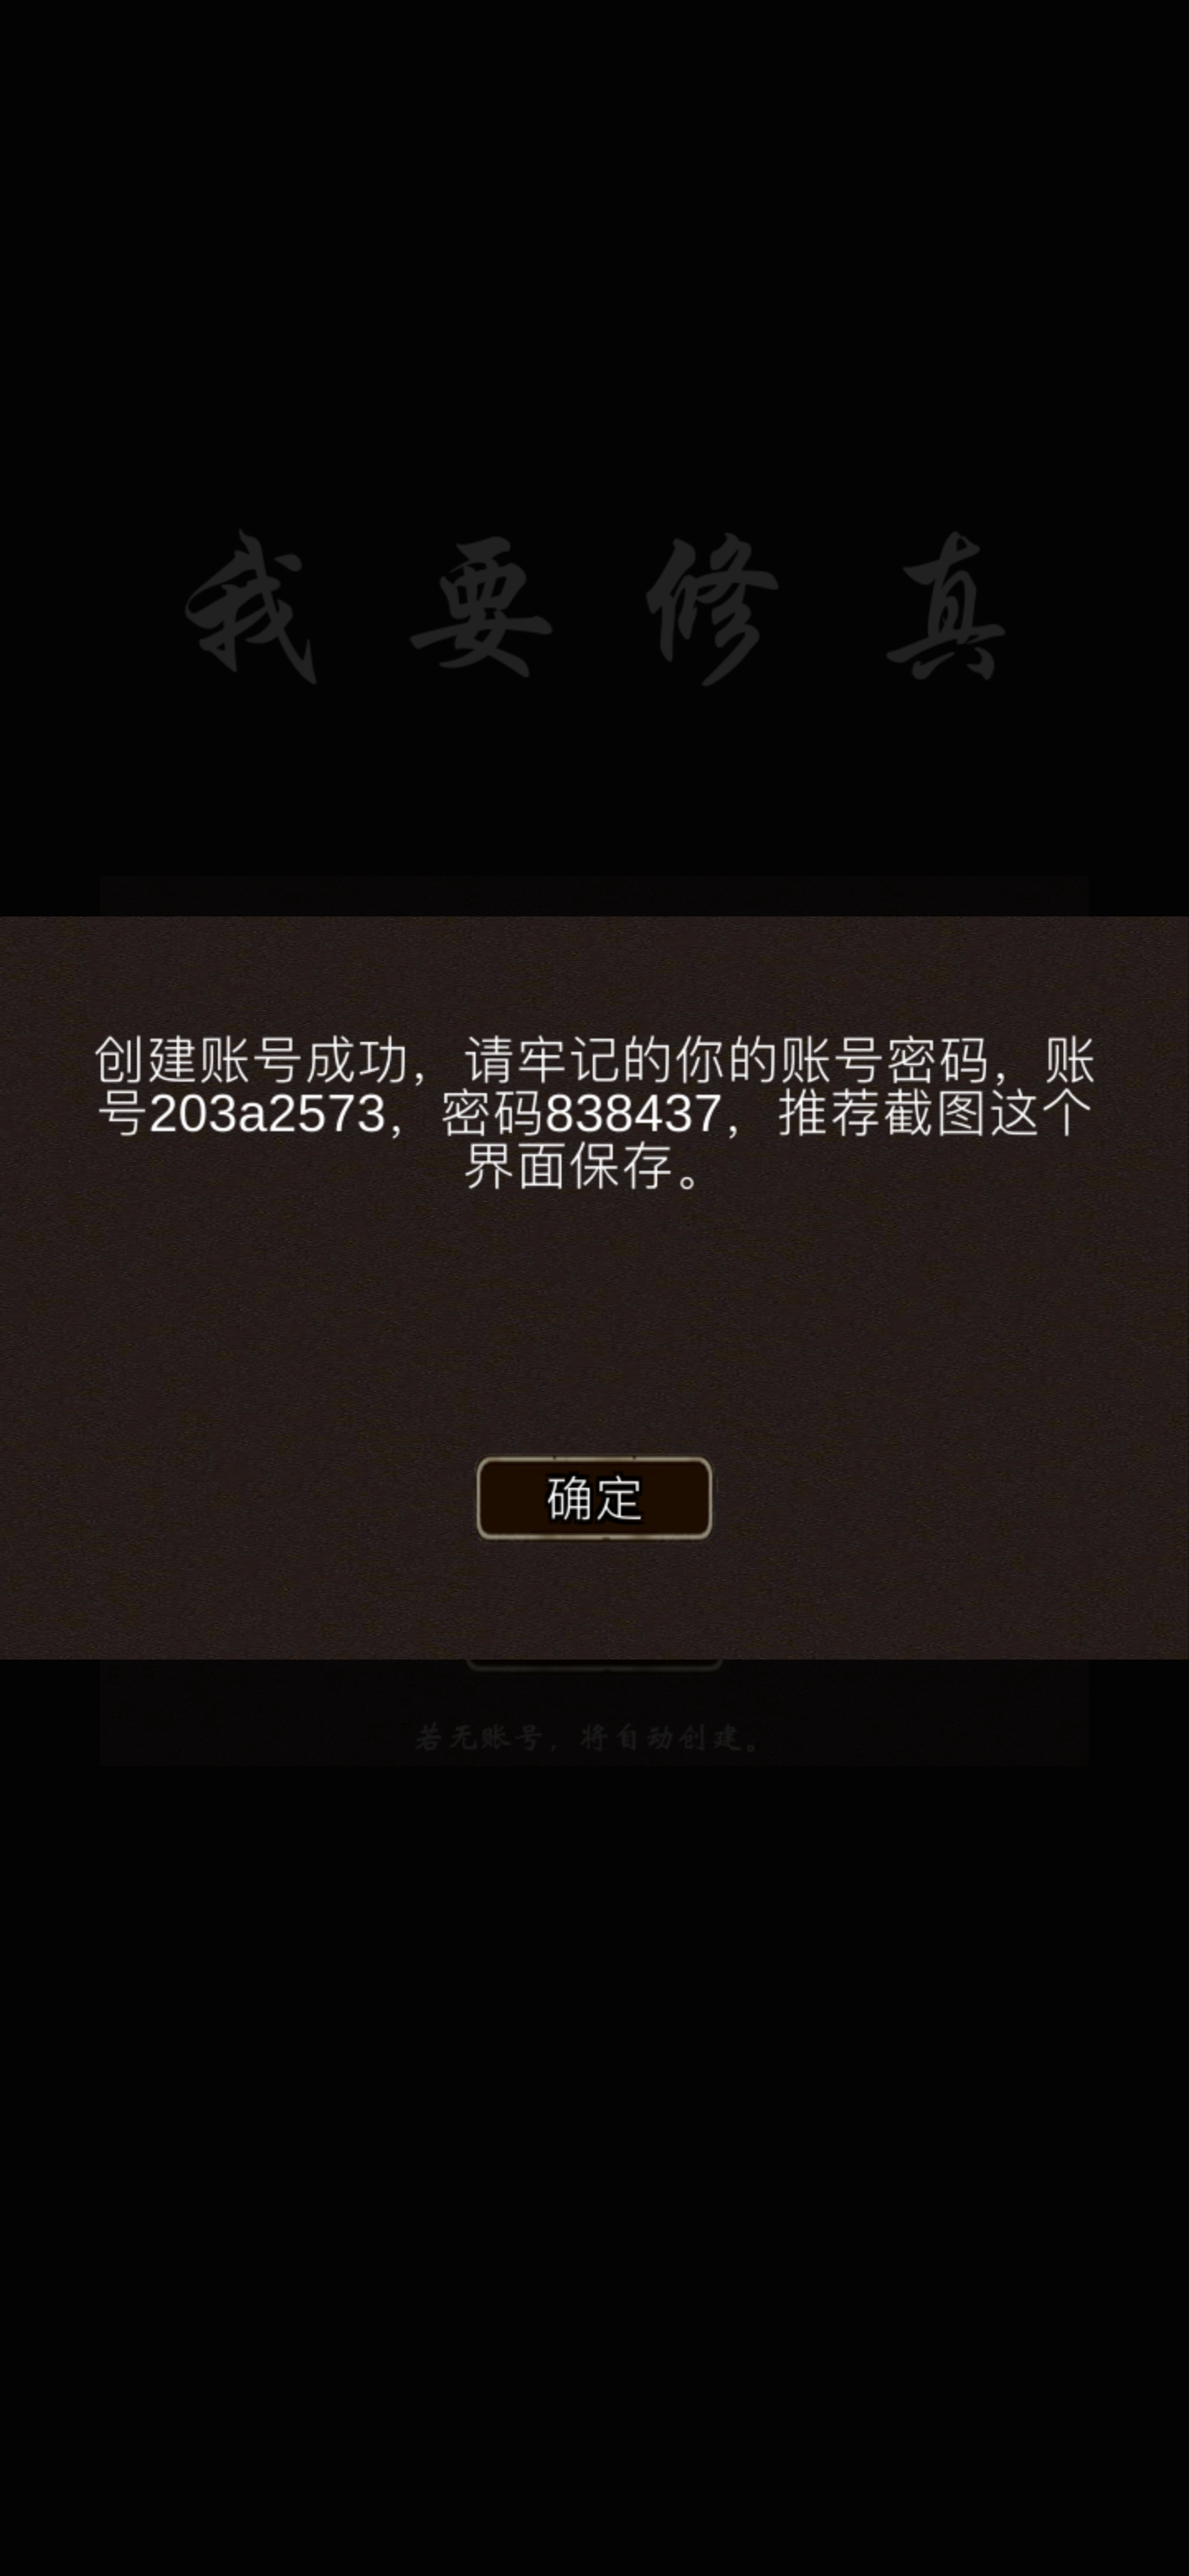 我要修真
创建账号成功，请牢记的你的账号密码，账
号203a2573，密码838437，推荐截图这个
界面保存。
确定
若无账号，将自动创建。